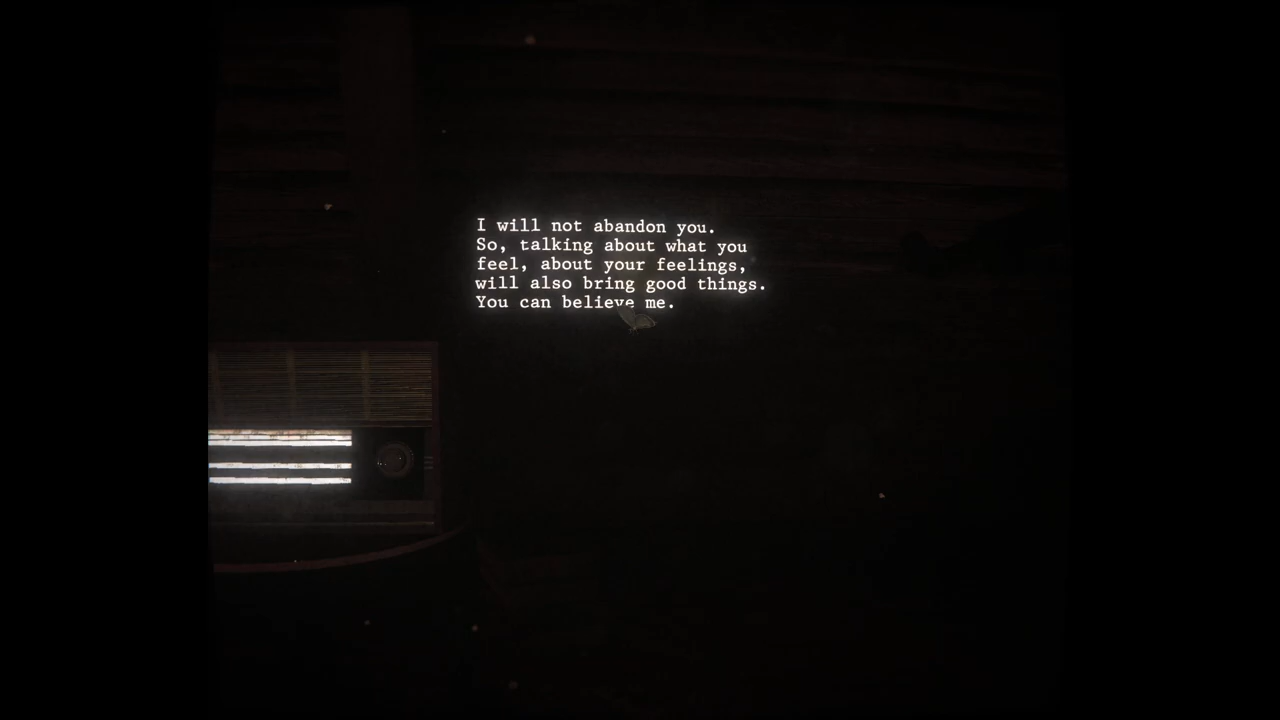 I will not abandon you.
So, talking about what you
feel, about your feelings,
will also bring good things.
You can believe me.